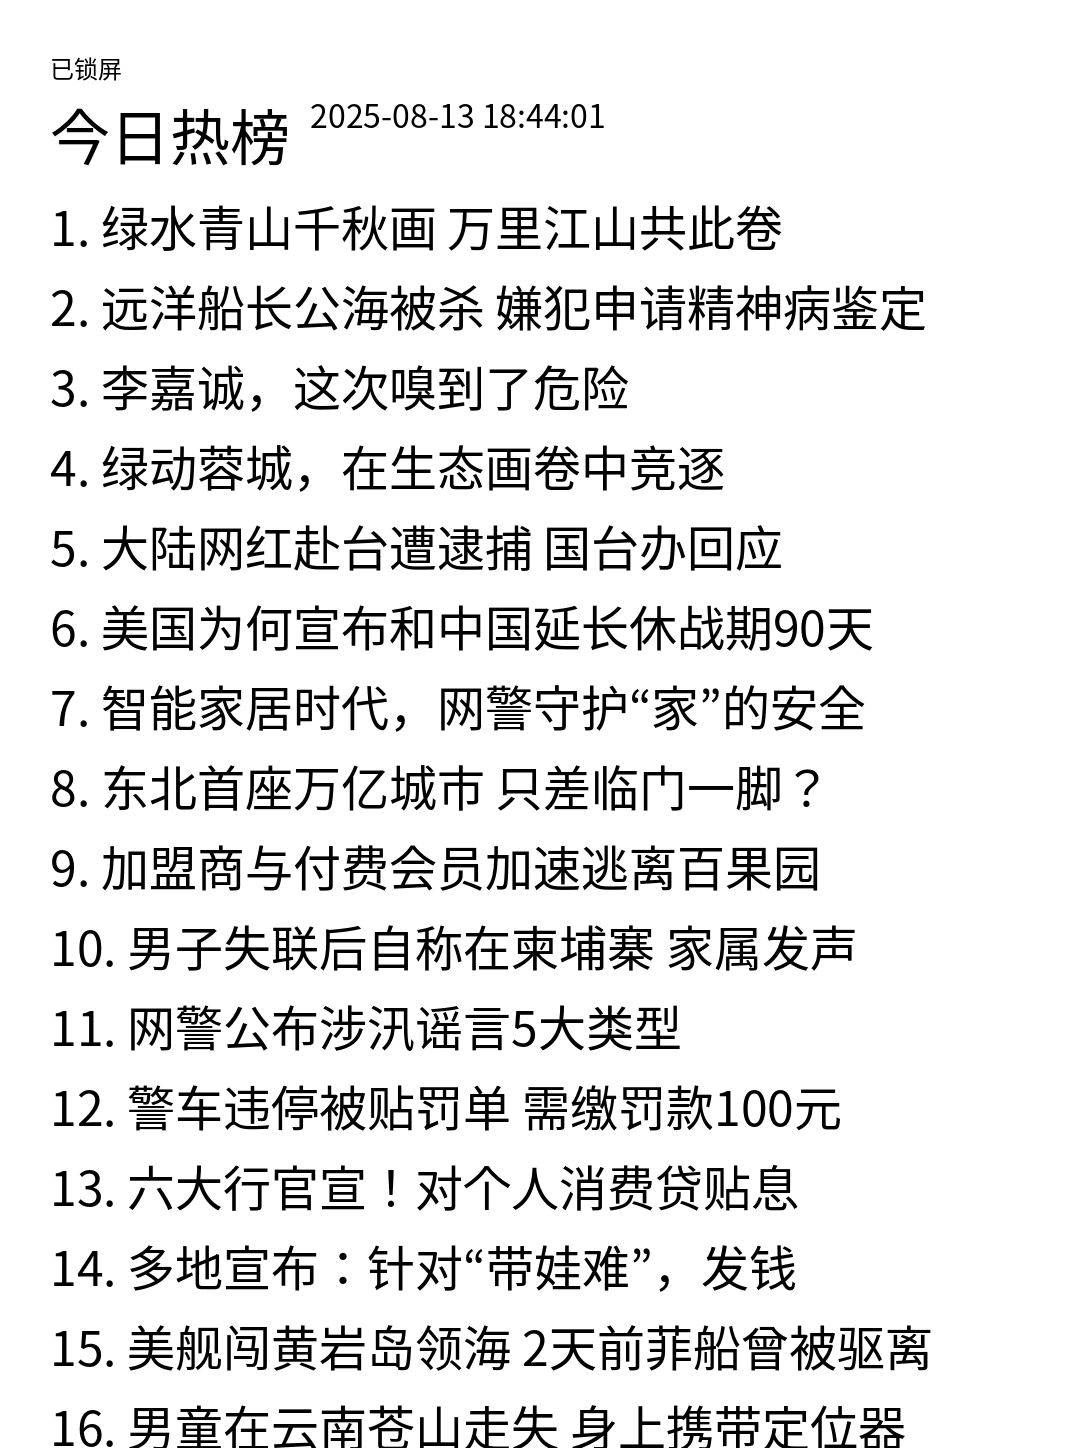 已锁屏
今日热榜 2025-08-13 18:44:01
1. 绿水青山千秋画 万里江山共此卷
2. 远洋船长公海被杀 嫌犯申请精神病鉴定
3. 李嘉诚，这次嗅到了危险
4. 绿动蓉城，在生态画卷中竞逐
5. 大陆网红赴台遭逮捕 国台办回应
6. 美国为何宣布和中国延长休战期90天
7. 智能家居时代，网警守护“家”的安全
8. 东北首座万亿城市 只差临门一脚？
9. 加盟商与付费会员加速逃离百果园
10. 男子失联后自称在柬埔寨 家属发声
11. 网警公布涉汛谣言5大类型
12. 警车违停被贴罚单 需缴罚款100元
13. 六大行官宣！对个人消费贷贴息
14. 多地宣布：针对“带娃难”，发钱
15. 美舰闯黄岩岛领海 2天前菲船曾被驱离
16. 男童在云南苍山走失 身上携带定位器